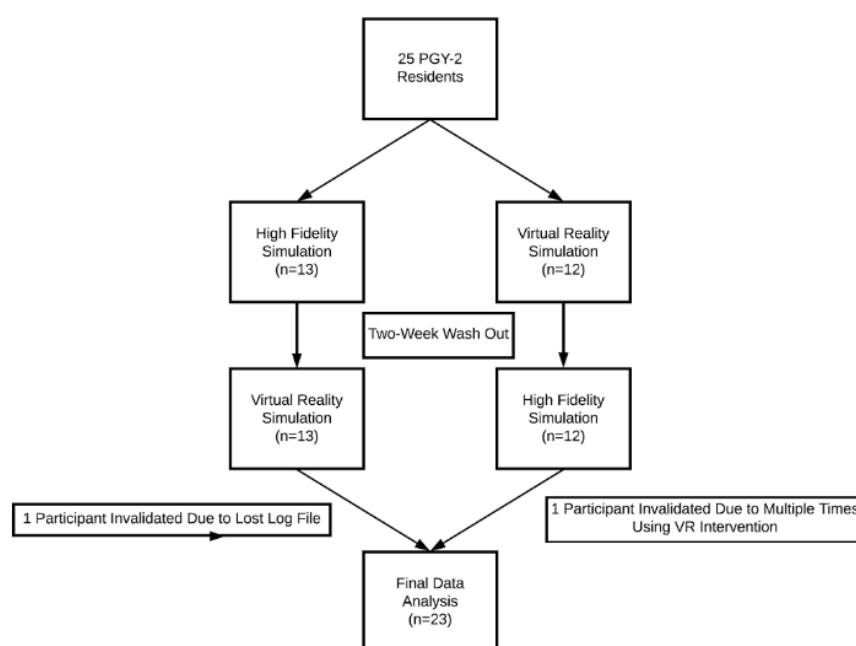 25 PGY-2
Residents
High Fidelity
Simulation
(n=13)
Virtual Reality
Simulation
(n=12)
Two-Week Wash Out
Virtual Reality
Simulation
(n=13)
High Fidelity
Simulation
(n=12)
1 Participant Invalidated Due to Lost Log File
1 Participant Invalidated Due to Multiple Times
Using VR Intervention
Final Data
Analysis
(n=23)